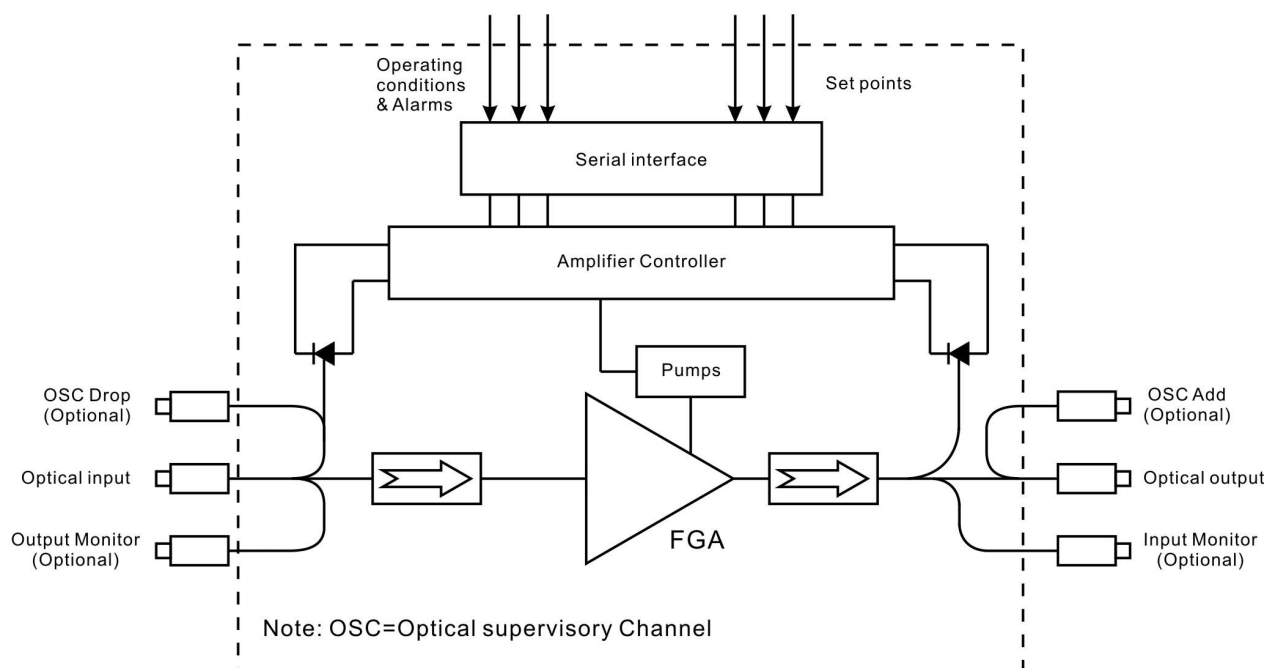 Operating
conditions
& Alarms
Set points
Serial interface
Amplifier Controller
Pumps
OSC Drop
(Optional)
OSC Add
(Optional)
Optical input
Optical output
Output Monitor
(Optional)
FGA
Input Monitor
(Optional)
Note: OSC=Optical supervisory Channel